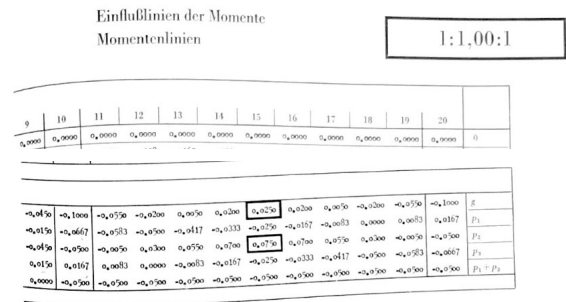 Einflußlinien der Momente
Momentenlinien
1:1,00:1
9 10 11 12 13 14 15 16 17 18 19 20
0,0000 0,0000 0,0000 0,0000 0,0000 0,0000 0,0000 0,0000 0,0000 0,0000 0,0000 0,0000 0
-0,0450 -0,1000 -0,0550 -0,0200 0,0050 0,0200 0,0250 0,0200 0,0050 -0,0200 -0,0550 -0,1000 g
-0,0150 -0,0667 -0,0583 -0,0500 -0,0417 -0,0333 -0,0250 -0,0167 -0,0083 0,0000 0,0083 0,0167 p1
-0,0450 -0,0500 -0,0050 0,0300 0,0550 0,0700 0,0750 0,0700 0,0550 0,0300 -0,0050 -0,0500 p2
0,0150 0,0167 0,0083 0,0000 -0,0083 -0,0167 -0,0250 -0,0333 -0,0417 -0,0500 -0,0583 -0,0667 p3
0,0000 -0,0500 -0,0500 -0,0500 -0,0500 -0,0500 -0,0500 -0,0500 -0,0500 -0,0500 -0,0500 -0,0500